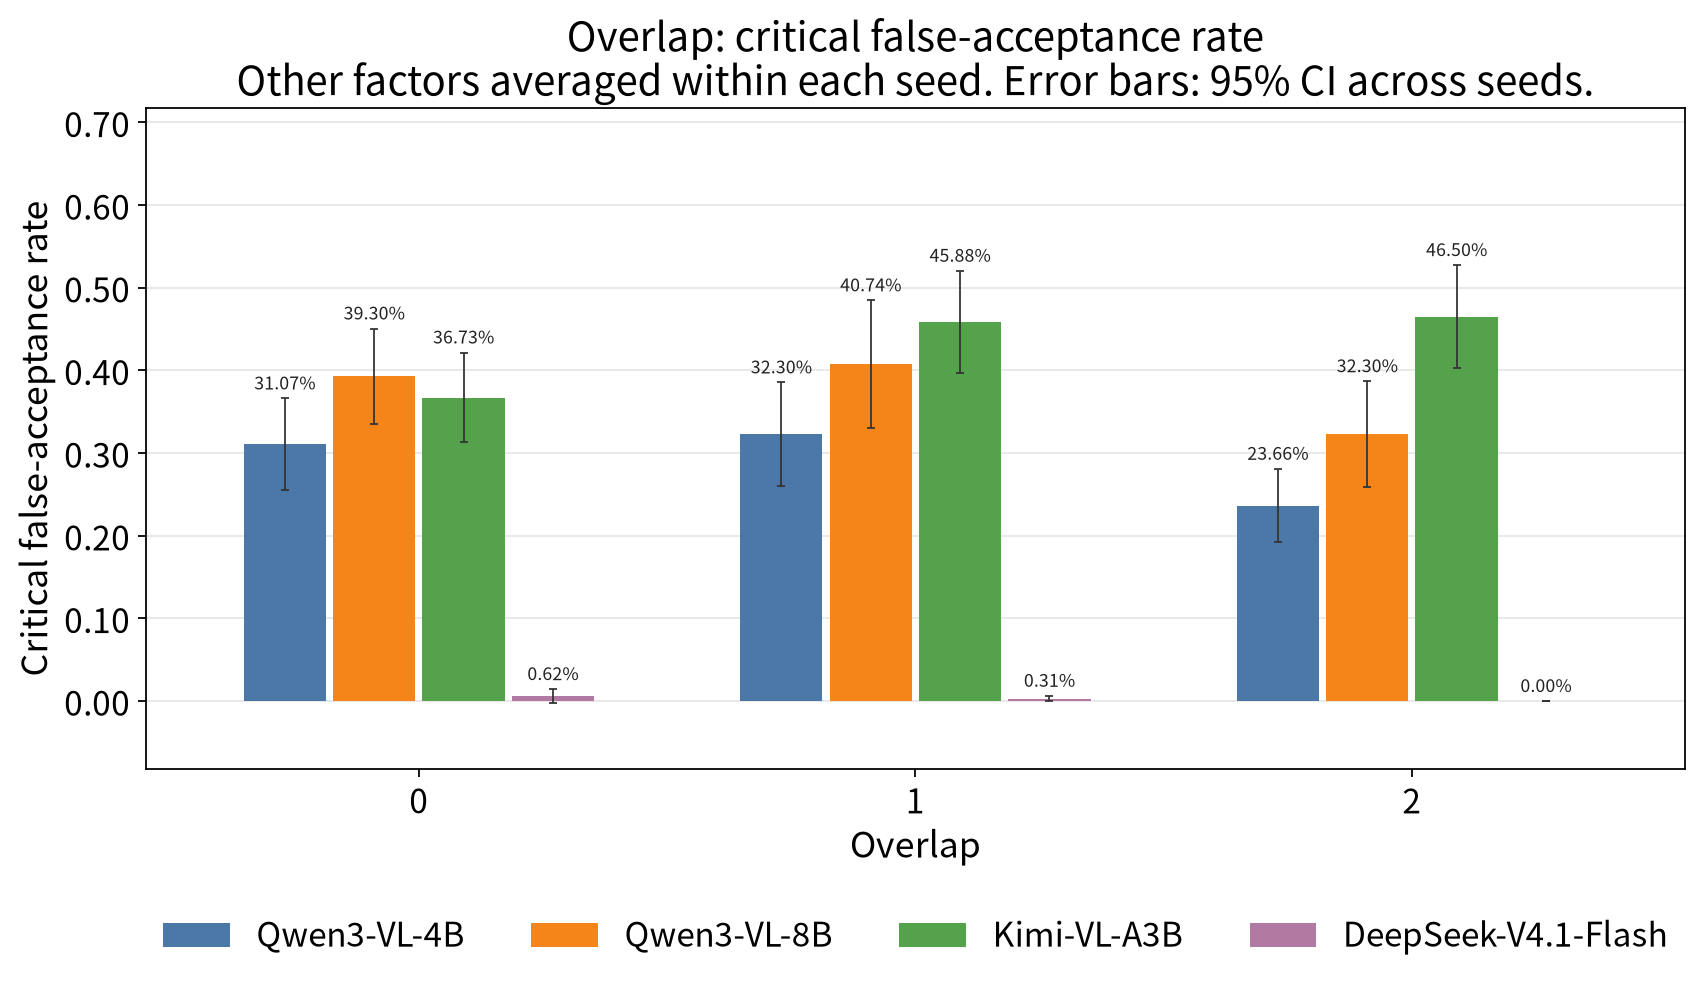 Overlap: critical false-acceptance rate
Other factors averaged within each seed. Error bars: 95% CI across seeds.
Critical false-acceptance rate
0.70
0.60
0.50
0.40
0.30
0.20
0.10
0.00
31.07%
39.30%
36.73%
0.62%
32.30%
40.74%
45.88%
0.31%
23.66%
32.30%
46.50%
0.00%
0
1
2
Overlap
Qwen3-VL-4B
Qwen3-VL-8B
Kimi-VL-A3B
DeepSeek-V4.1-Flash